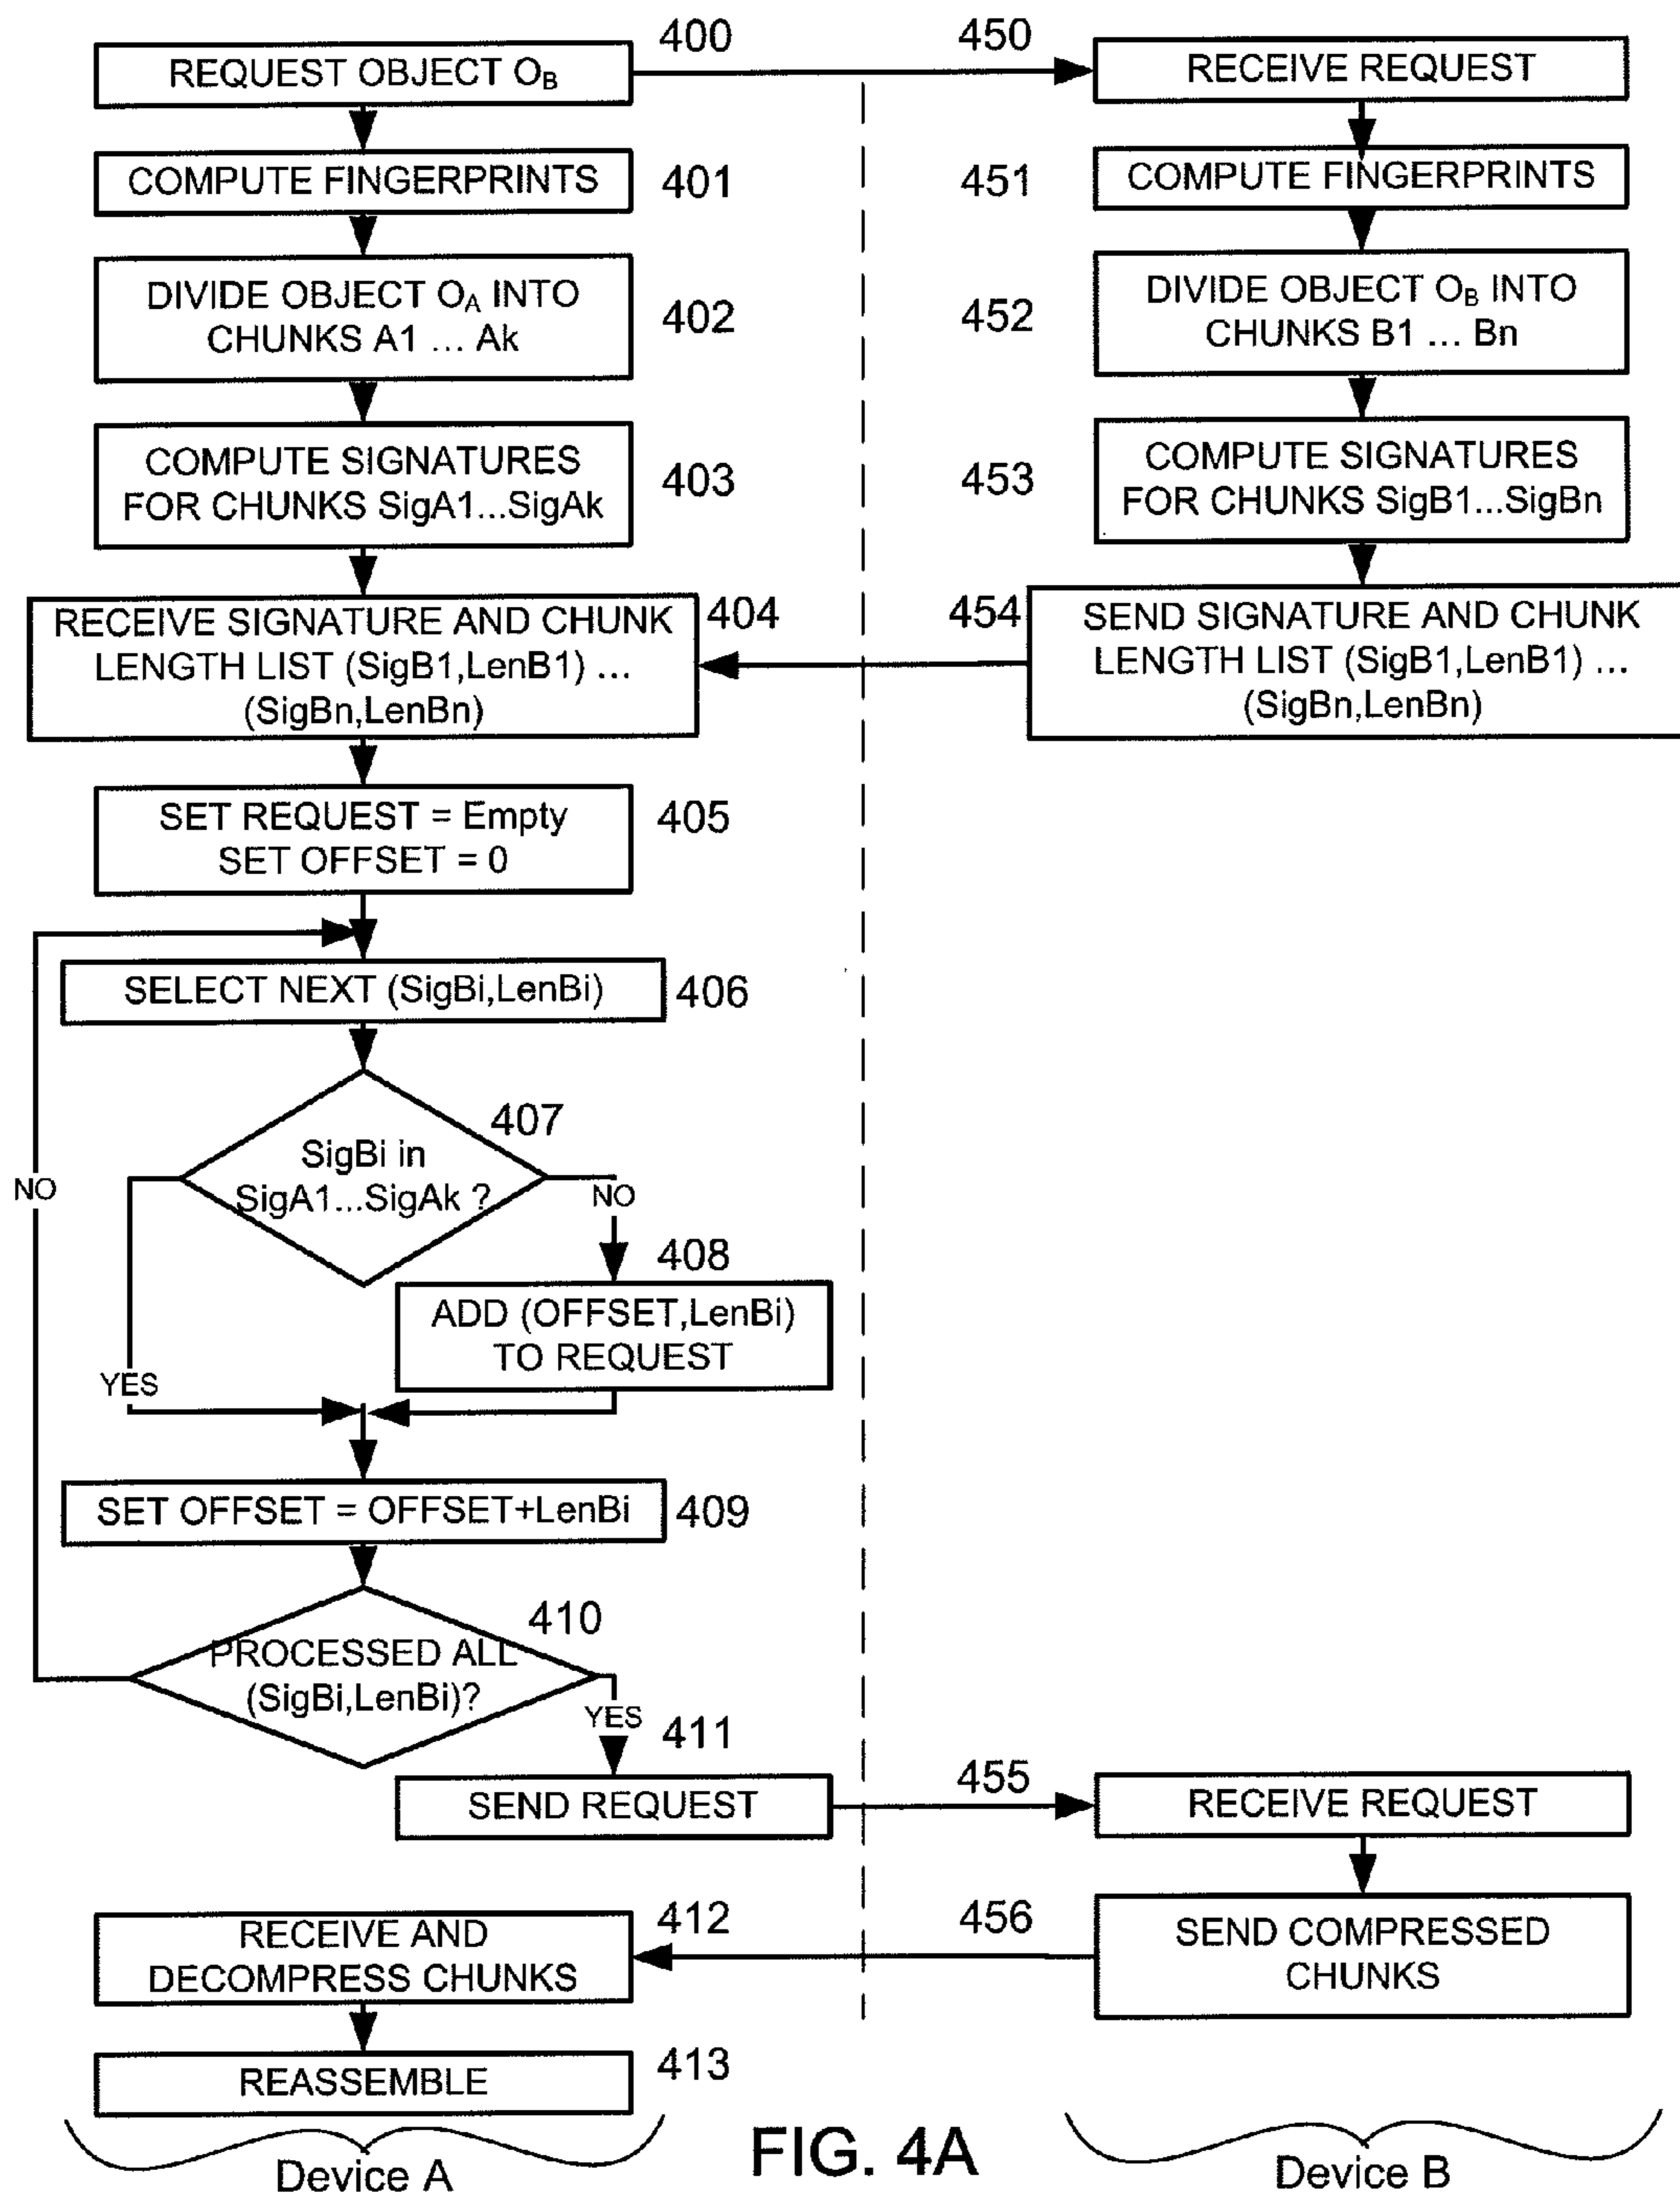 REQUEST OBJECT OB
400
450
RECEIVE REQUEST
COMPUTE FINGERPRINTS
401
451
COMPUTE FINGERPRINTS
DIVIDE OBJECT OA INTO
CHUNKS A1 ... Ak
402
452
DIVIDE OBJECT OB INTO
CHUNKS B1 ... Bn
COMPUTE SIGNATURES
FOR CHUNKS SigA1...SigAk
403
453
COMPUTE SIGNATURES
FOR CHUNKS SigB1...SigBn
RECEIVE SIGNATURE AND CHUNK
LENGTH LIST (SigB1,LenB1) ...
(SigBn,LenBn)
404
454
SEND SIGNATURE AND CHUNK
LENGTH LIST (SigB1,LenB1) ...
(SigBn,LenBn)
SET REQUEST = Empty
SET OFFSET = 0
405
SELECT NEXT (SigBi,LenBi)
406
407
SigBi in
SigA1...SigAk ?
NO
NO
408
ADD (OFFSET,LenBi)
TO REQUEST
YES
SET OFFSET = OFFSET+LenBi
409
410
PROCESSED ALL
(SigBi,LenBi)?
YES
411
SEND REQUEST
455
RECEIVE REQUEST
RECEIVE AND
DECOMPRESS CHUNKS
412
456
SEND COMPRESSED
CHUNKS
REASSEMBLE
413
Device A
FIG. 4A
Device B